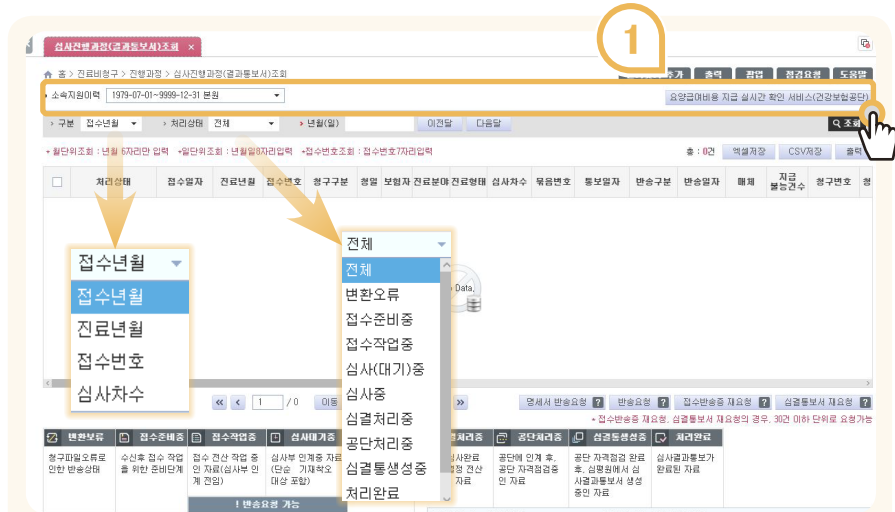 심사진행과정(결과통보서)조회 ×
1
홈 > 진료비청구 > 진행과정 > 심사진행과정(결과통보서)조회
추가 출력 팝업 점검요청 도움말
소속지원이력 1979-07-01~9999-12-31 본원
요양급여비용 지급 실시간 확인 서비스(건강보험공단)
> 구분 접수년월 > 처리상태 전체 > 년월(일) 이전달 다음달 조회
월단위조회 : 년월 6자리만 입력 일단위조회 : 년월일8자리입력 접수번호조회 : 접수번호7자리입력
총 : 0건 엑셀저장 CSV저장 출력
처리상태 접수일자 진료년월 접수번호 청구구분 형일 보험자 진료분야 진료형태 심사차수 묶음번호 통보일자 반송구분 반송일자 매체 지급불능건수 청구번호 청
접수년월
접수년월
진료년월
접수번호
심사차수
전체
전체
변환오류
접수준비중
접수작업중
심사(대기)중
심사중
심결처리중
공단처리중
심결통생성중
처리완료
Data,
« < 1 / 0 이동 »
명세서 반송요청 ? 반송요청 ? 접수반송증 재요청 ? 심결통보서 재요청 ?
접수반송증 재요청, 심결통보서 재요청의 경우, 30건 이하 단위로 요청가능
변환보류
청구파일오류로
인한 반송상태
접수준비중
수신후 접수 작업
을 위한 준비단계
접수작업중
접수 전산 작업 중
인 자료(심사부 인
계 전임)
심사대기중
심사부 인계중 자료
(단순 기재착오
대상 포함)
! 반송요청 가능
결처리중
심사완료
결정 전산
자료
공단처리중
공단에 인계 후,
공단 자격점검중
인 자료
심결통생성중
공단 자격점검 완료
후, 심평원에서 심
사결과통보서 생성
중인 자료
처리완료
심사결과통보가
완료된 자료